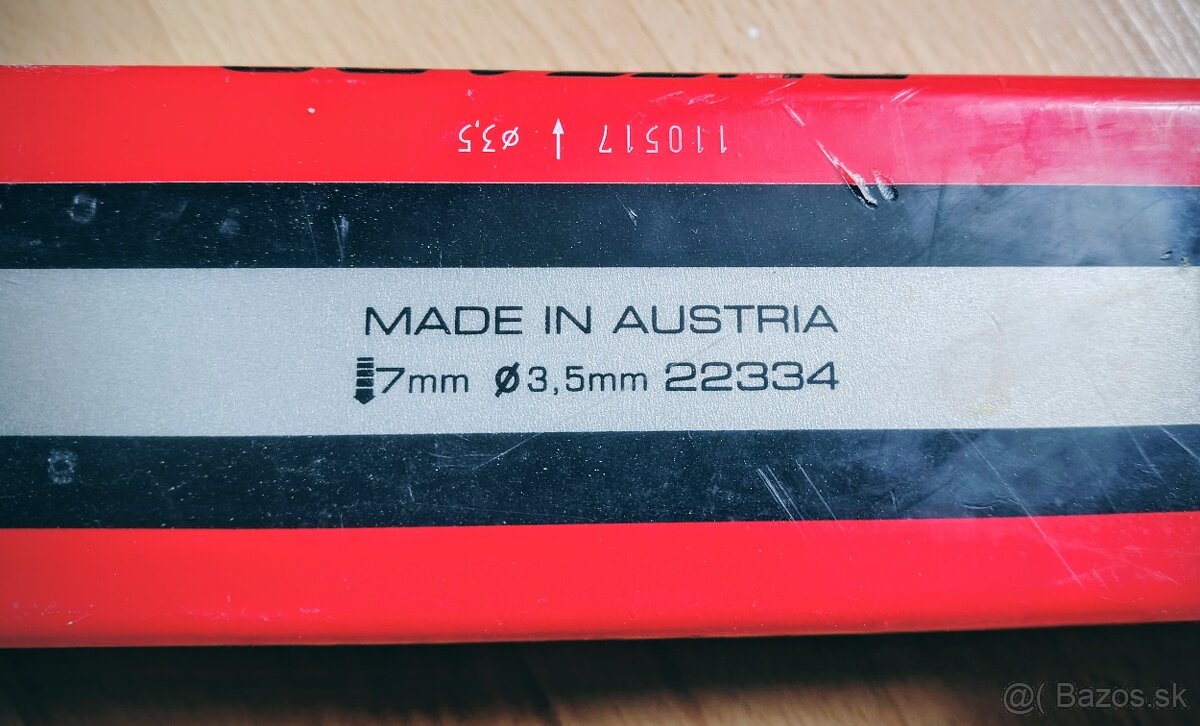 110517 ↓ ø3,5
MADE IN AUSTRIA
7mm Ø3,5mm 22334
@( Bazos.sk